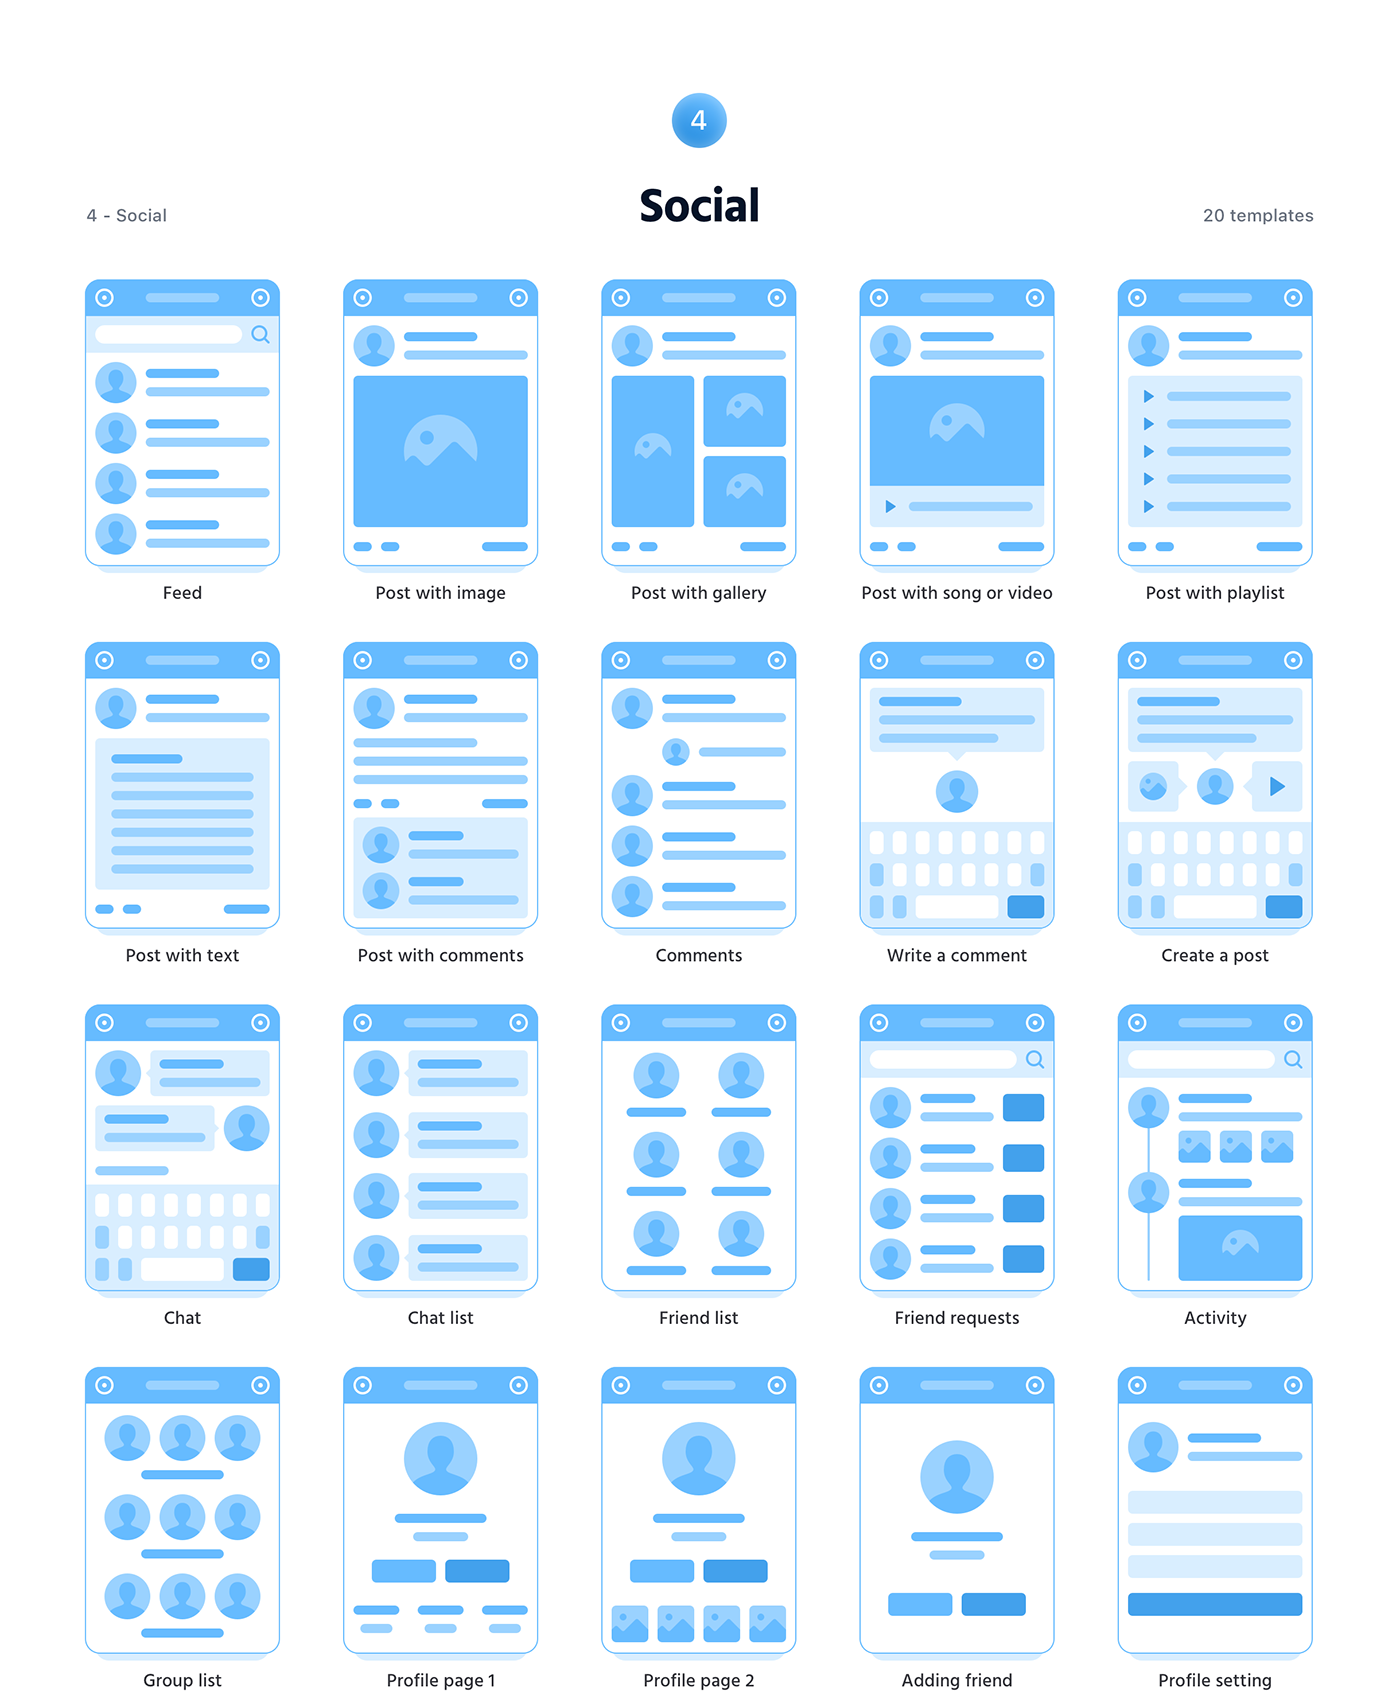 4
Social
4 - Social
20 templates
Feed
Post with image
Post with gallery
Post with song or video
Post with playlist
Post with text
Post with comments
Comments
Write a comment
Create a post
Chat
Chat list
Friend list
Friend requests
Activity
Group list
Profile page 1
Profile page 2
Adding friend
Profile setting